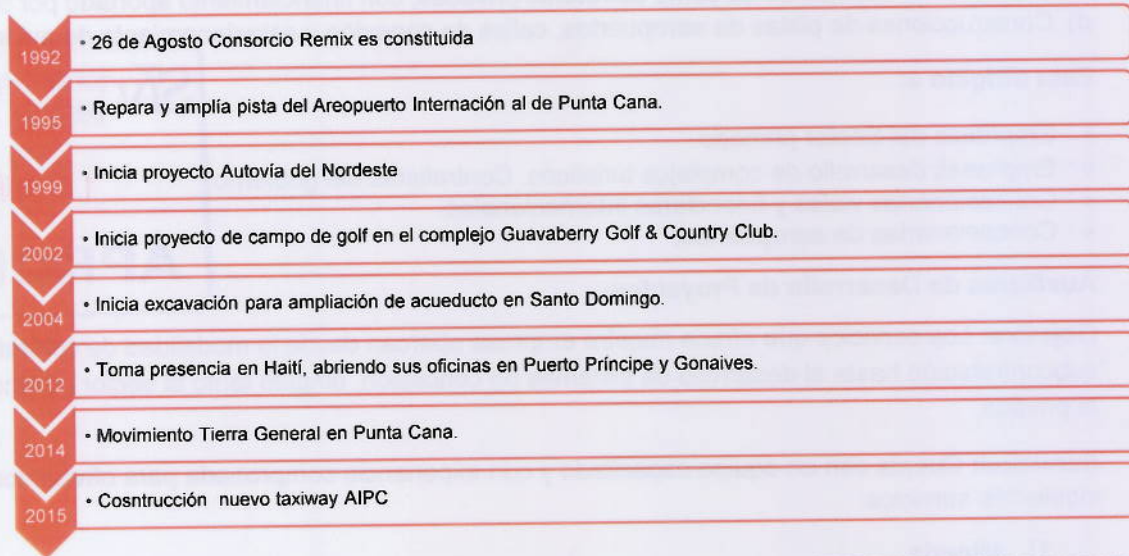 1992
• 26 de Agosto Consorcio Remix es constituida
1995
• Repara y amplía pista del Areopuerto Internación al de Punta Cana.
1999
• Inicia proyecto Autovía del Nordeste
2002
• Inicia proyecto de campo de golf en el complejo Guavaberry Golf & Country Club.
2004
• Inicia excavación para ampliación de acueducto en Santo Domingo.
2012
• Toma presencia en Haití, abriendo sus oficinas en Puerto Príncipe y Gonaives.
2014
• Movimiento Tierra General en Punta Cana.
2015
• Cosntrucción nuevo taxiway AIPC